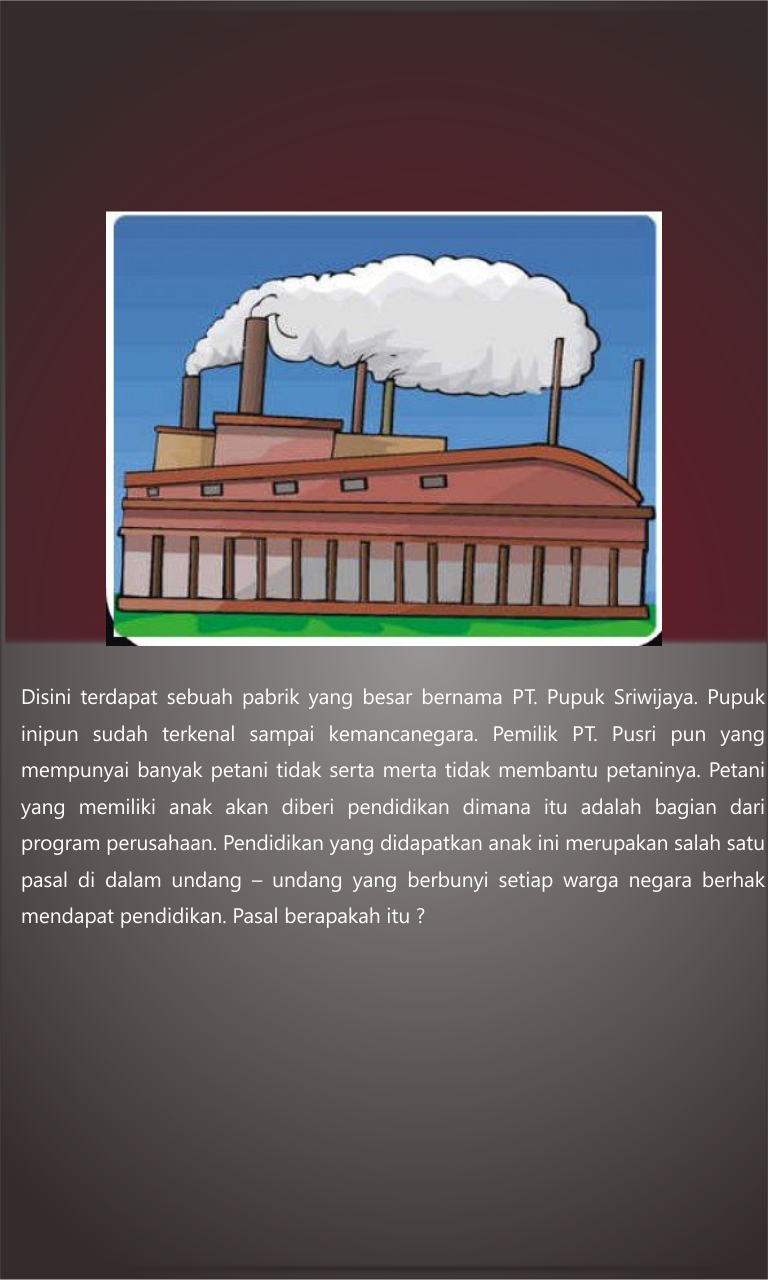 Disini terdapat sebuah pabrik yang besar bernama PT. Pupuk Sriwijaya. Pupuk
inipun sudah terkenal sampai kemancanegara. Pemilik PT. Pusri pun yang
mempunyai banyak petani tidak serta merta tidak membantu petaninya. Petani
yang memiliki anak akan diberi pendidikan dimana itu adalah bagian dari
program perusahaan. Pendidikan yang didapatkan anak ini merupakan salah satu
pasal di dalam undang – undang yang berbunyi setiap warga negara berhak
mendapat pendidikan. Pasal berapakah itu ?